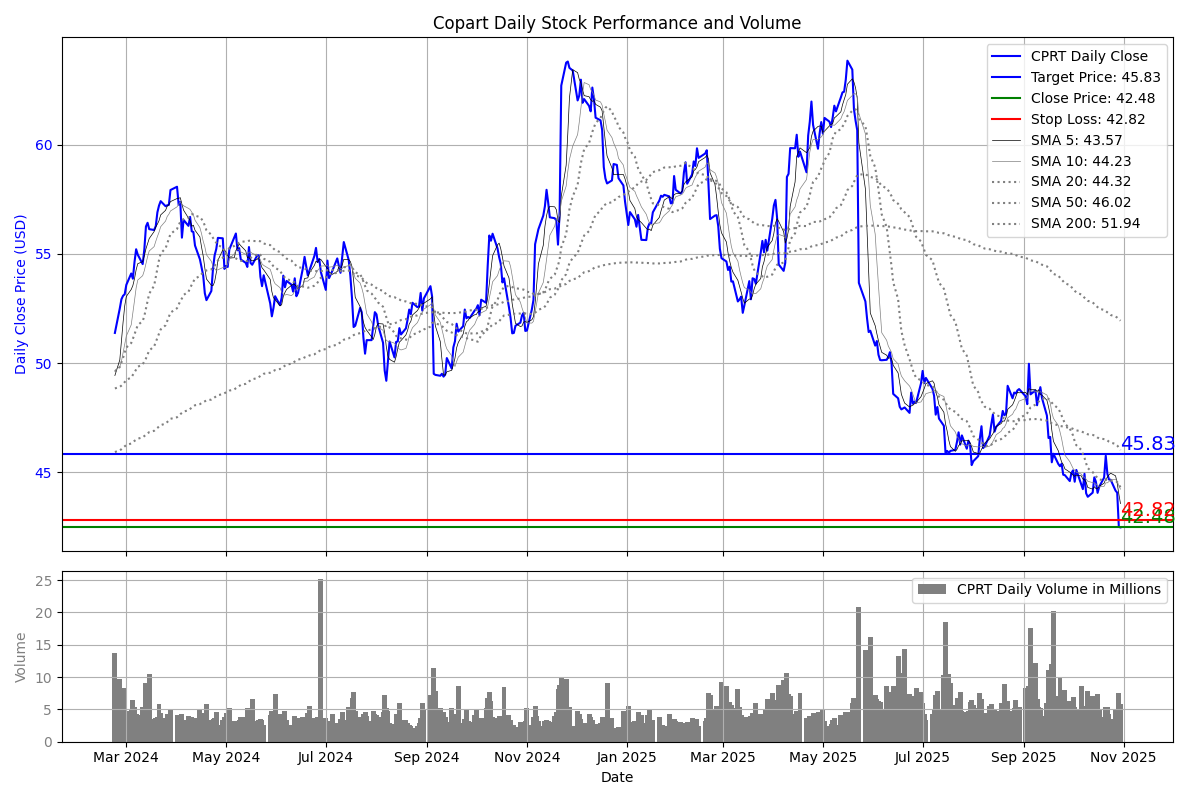 Copart Daily Stock Performance and Volume
Daily Close Price (USD)
60
55
50
45
CPRT Daily Close
Target Price: 45.83
Close Price: 42.48
Stop Loss: 42.82
SMA 5: 43.57
SMA 10: 44.23
SMA 20: 44.32
SMA 50: 46.02
SMA 200: 51.94
45.83
42.82
42.48
Volume
25
20
15
10
5
0
CPRT Daily Volume in Millions
Mar 2024 May 2024 Jul 2024 Sep 2024 Nov 2024 Jan 2025 Mar 2025 May 2025 Jul 2025 Sep 2025 Nov 2025
Date